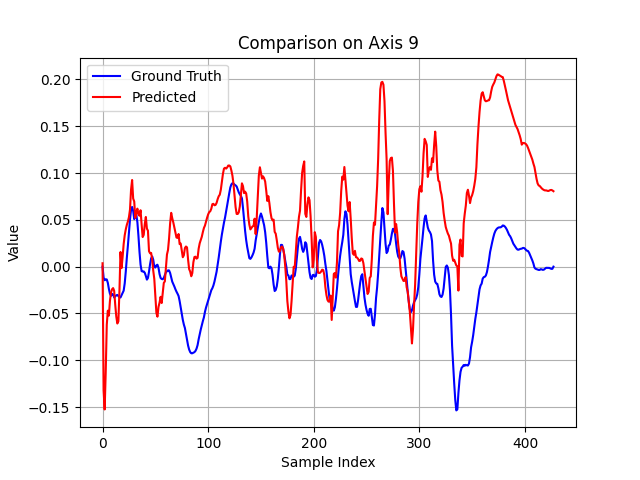 Comparison on Axis 9
Ground Truth
Predicted
Value
0.20
0.15
0.10
0.05
0.00
−0.05
−0.10
−0.15
0
100
200
300
400
Sample Index